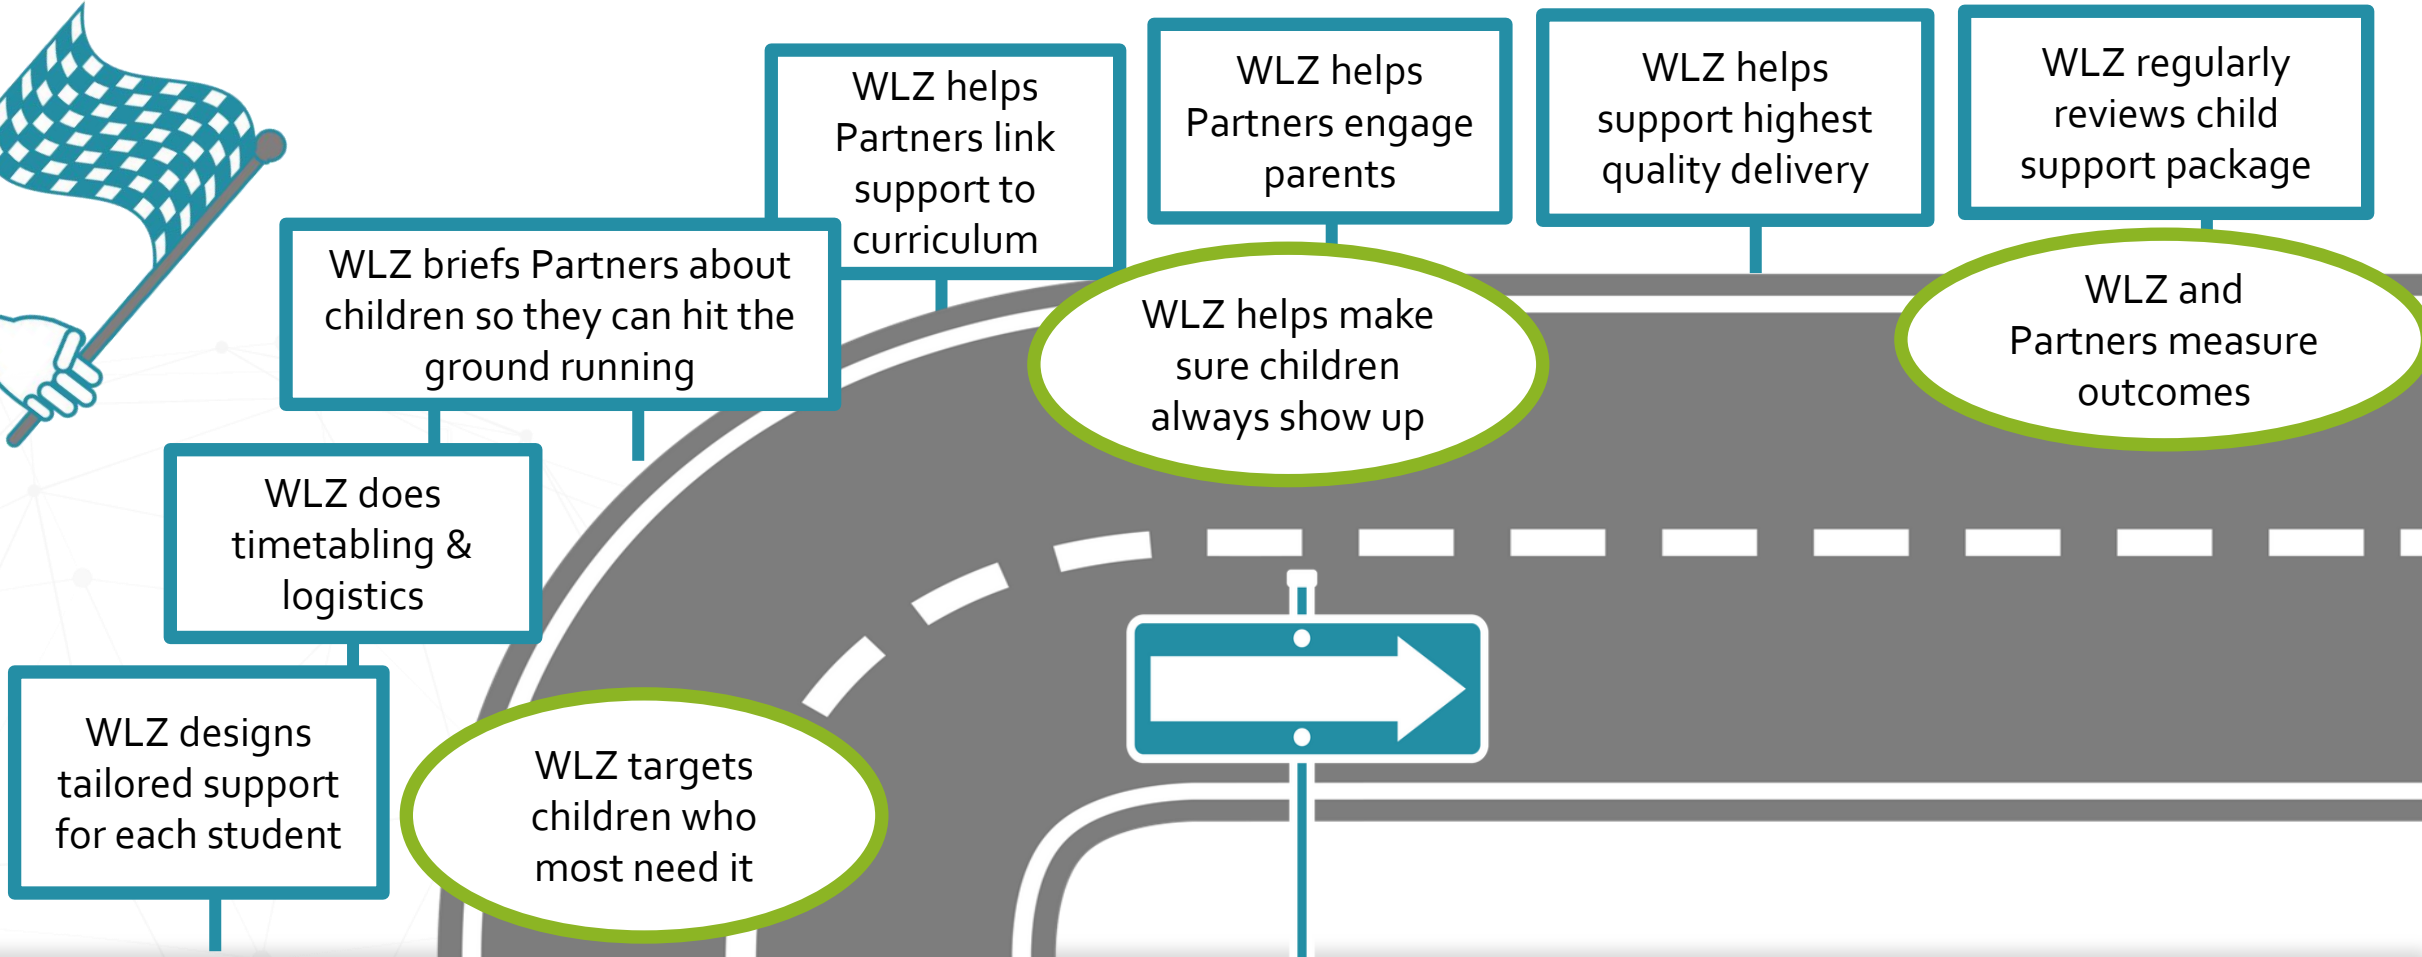 WLZ helps
Partners link
support to
curriculum
WLZ helps
Partners engage
parents
WLZ helps
support highest
quality delivery
WLZ regularly
reviews child
support package
WLZ briefs Partners about
children so they can hit the
ground running
WLZ helps make
sure children
always show up
WLZ and
Partners measure
outcomes
WLZ does
timetabling &
logistics
WLZ designs
tailored support
for each student
WLZ targets
children who
most need it